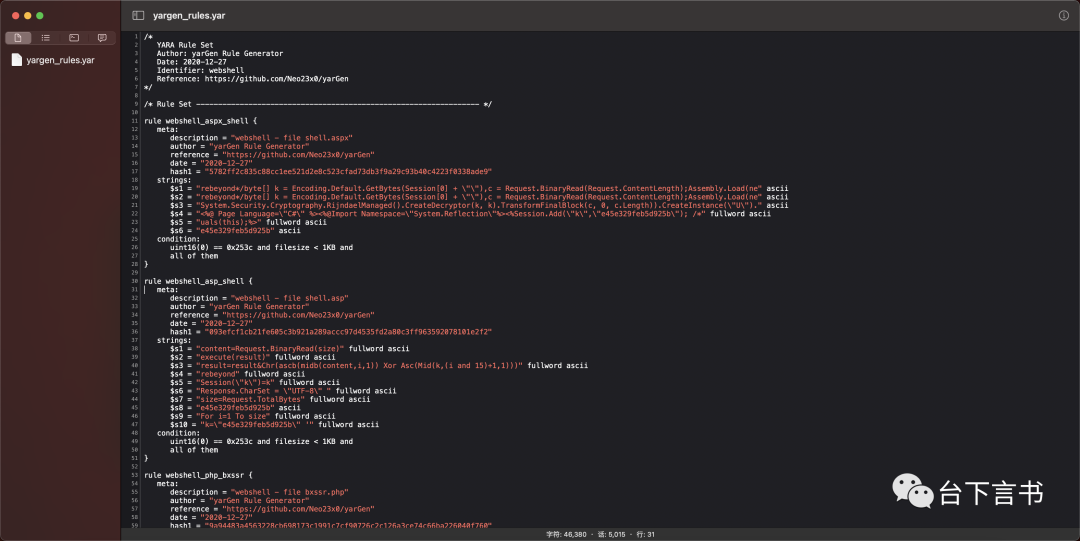 yargen_rules.yar
yargen_rules.yar
1 /*
2 YARA Rule Set
3 Author: yarGen Rule Generator
4 Date: 2020-12-27
5 Identifier: webshell
6 Reference: https://github.com/Neo23x0/yarGen
7 */
8
9 /* Rule Set ----------------------------------------------------------------- */
10
11 rule webshell_aspx_shell {
12 meta:
13 description = "webshell - file shell.aspx"
14 author = "yarGen Rule Generator"
15 reference = "https://github.com/Neo23x0/yarGen"
16 date = "2020-12-27"
17 hash1 = "5782ff2c835c88cc1ee521d2e8c523cfad73db3f9a29c93b40c4223f0338ade9"
18 strings:
19 $s1 = "rebeyond*/byte[] k = Encoding.Default.GetBytes(Session[0] + \"\"),c = Request.BinaryRead(Request.ContentLength);Assembly.Load(ne" ascii
20 $s2 = "rebeyond*/byte[] k = Encoding.Default.GetBytes(Session[0] + \"\"),c = Request.BinaryRead(Request.ContentLength);Assembly.Load(ne" ascii
21 $s3 = "System.Security.Cryptography.RijndaelManaged().CreateDecryptor(k, k).TransformFinalBlock(c, 0, c.Length)).CreateInstance(\"U\")." ascii
22 $s4 = "<%@ Page Language=\"C#\" %><%@Import Namespace=\"System.Reflection\"%><%Session.Add(\"k\",\"e45e329feb5d925b\"); /*" fullword ascii
23 $s5 = "uals(this);%>" fullword ascii
24 $s6 = "e45e329feb5d925b" ascii
25 condition:
26 uint16(0) == 0x253c and filesize < 1KB and
27 all of them
28 }
29
30 rule webshell_asp_shell {
31 meta:
32 description = "webshell - file shell.asp"
33 author = "yarGen Rule Generator"
34 reference = "https://github.com/Neo23x0/yarGen"
35 date = "2020-12-27"
36 hash1 = "093efcf1cb21fe605c3b921a289accc97d4535fd2a80c3ff963592078101e2f2"
37 strings:
38 $s1 = "content=Request.BinaryRead(size)" fullword ascii
39 $s2 = "execute(result)" fullword ascii
40 $s3 = "result=result&Chr(ascb(midb(content,i,1)) Xor Asc(Mid(k,(i and 15)+1,1)))" fullword ascii
41 $s4 = "rebeyond" fullword ascii
42 $s5 = "Session(\"k\")=k" fullword ascii
43 $s6 = "Response.CharSet = \"UTF-8\" " fullword ascii
44 $s7 = "size=Request.TotalBytes" fullword ascii
45 $s8 = "e45e329feb5d925b" ascii
46 $s9 = "For i=1 To size" fullword ascii
47 $s10 = "k=\"e45e329feb5d925b\" '" fullword ascii
48 condition:
49 uint16(0) == 0x253c and filesize < 1KB and
50 all of them
51 }
52
53 rule webshell_php_bxssr {
54 meta:
55 description = "webshell - file bxssr.php"
56 author = "yarGen Rule Generator"
57 reference = "https://github.com/Neo23x0/yarGen"
58 date = "2020-12-27"
59 hash1 = "9a94483a4563228cb698173c1991c7cf90726c2c126a3ce74c66ba226040f760"
字符: 46,380 · 活: 5,015 · 行: 31
台下言书